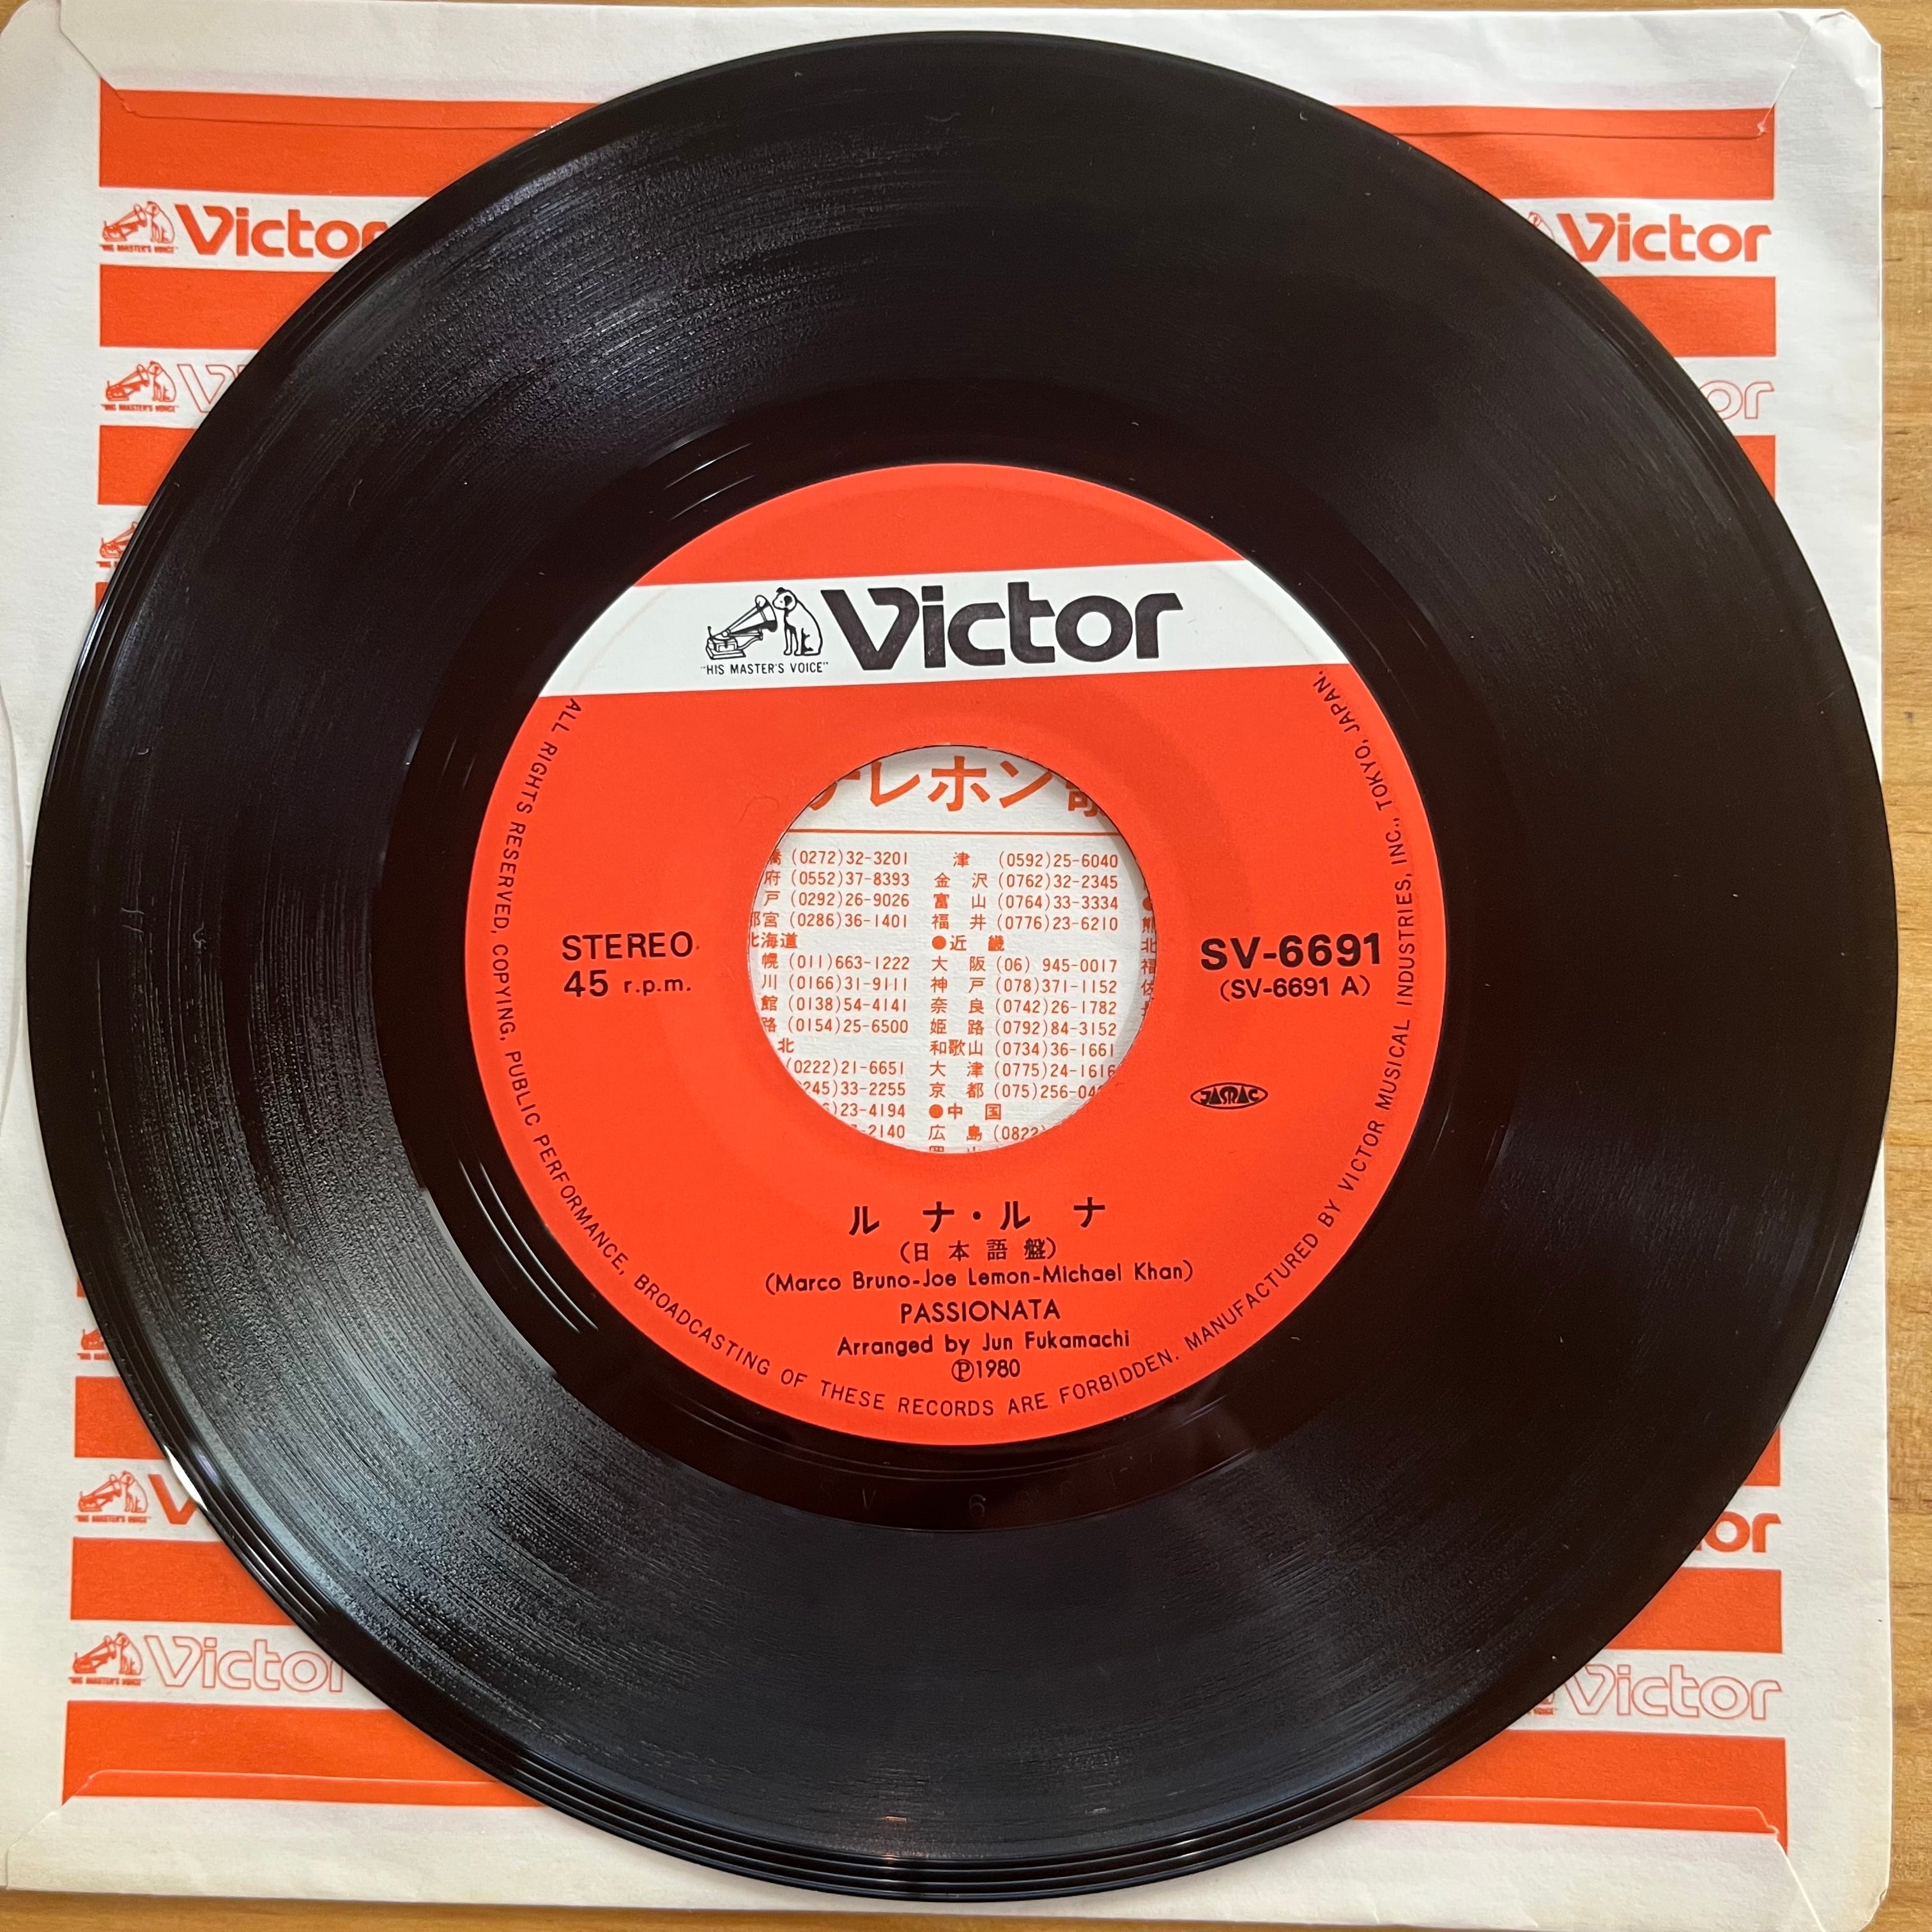 Victor
"HIS MASTER'S VOICE"
Victor
Victor
"HIS MASTER'S VOICE"
ALL RIGHTS RESERVED, COPYING, PUBLIC PERFORMANCE, BROADCASTING OF THESE RECORDS ARE FORBIDDEN. MANUFACTURED BY VICTOR MUSICAL INDUSTRIES, INC., TOKYO, JAPAN.
レホン
(0272)32-3201 津 (0592)25-6040
府 (0552)37-8393 金沢 (0762)32-2345
戸 (0292)26-9026 富山 (0764)33-3334
宮 (0286)36-1401 福井 (0776)23-6210
海道 ●近畿
STEREO
45 r.p.m.
SV-6691
(SV-6691 A)
幌 (011)663-1222 大阪 (06) 945-0017
川 (0166)31-9111 神戸 (078)371-1152
館 (0138)54-4141 奈良 (0742)26-1782
路 (0154)25-6500 姫路 (0792)84-3152
北 和歌山 (0734)36-1661
(0222)21-6651 大津 (0775)24-1616
245)33-2255 京都 (075)256-04
)23-4194 ●中国
-2140 広島 (0822)
JASRAC
ルナ・ルナ
(日本語盤)
(Marco Bruno-Joe Lemon-Michael Khan)
PASSIONATA
Arranged by Jun Fukamachi
℗1980
Victor
Victor